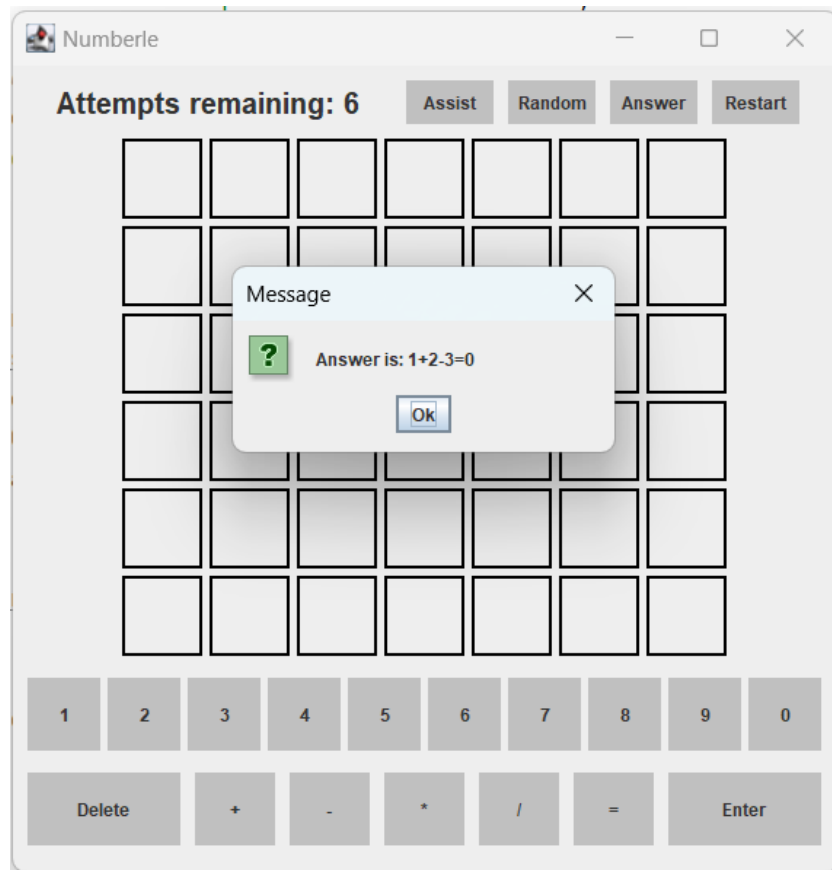 Numberle
Attempts remaining: 6 Assist Random Answer Restart
Message
? Answer is: 1+2-3=0
Ok
1 2 3 4 5 6 7 8 9 0
Delete + - * / = Enter